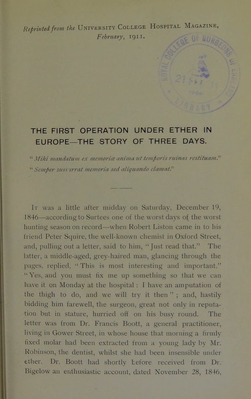 Reprinted from the UNIVERSITY COLLEGE HOSPITAL MAGAZINE,
February, 1911.
THE FIRST OPERATION UNDER ETHER IN
EUROPE—THE STORY OF THREE DAYS.
"Mihi mandatum ex memoria animi ut temporis ruinas restituam."
"Semper
IT was a little after midday on Saturday, December 19,
1846—according to Surtees one of the worst days of the worst
hunting season on record—when Robert Liston came in to his
friend Peter Squire, the well-known chemist in Oxford Street,
and, pulling out a letter, said to him, "Just read that." The
latter, a middle-aged, grey-haired man, glancing through the
pages, replied, "This is most interesting and important."
"Yes and you must fix me up something so that we can
have it on Monday at the hospital: I have an amputation of
the thigh to do, and we will try it then"; and, hastily
bidding him farewell, the surgeon, great not only in reputa-
tion but in stature, hurried off on his busy round. The
letter was from Dr. Francis Boott, a general practitioner,
living in Gower Street, in whose house that morning a firmly
fixed molar had been extracted from a young lady by Mr.
Robinson, the dentist, whilst she had been insensible under
ether. Dr. Boott had shortly before received from Dr.
Bigelow an enthusiastic account, dated November 28, 1846,